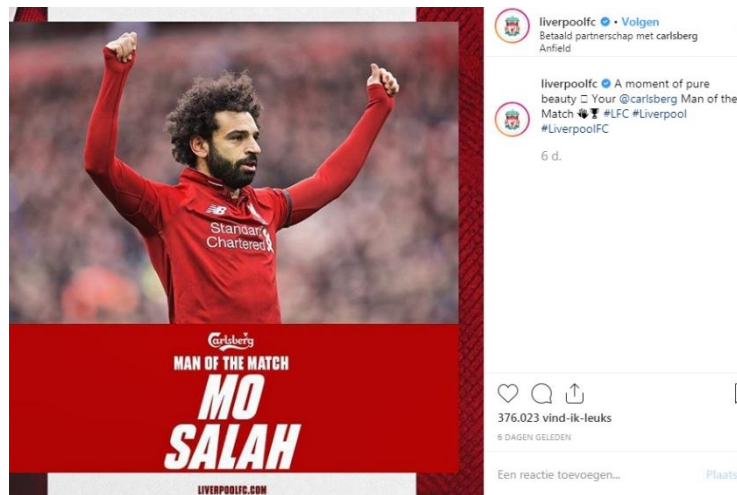 Standard
Chartered
Carlsberg
MAN OF THE MATCH
MO
SALAH
LIVERPOOLFC.COM
liverpoolfc • Volgen
Betaald partnerschap met carlsberg
Anfield
liverpoolfc A moment of pure
beauty Your @carlsberg Man of the
Match #LFC #Liverpool
#LiverpoolFC
6 d.
376.023 vind-ik-leuks
6 DAGEN GELEDEN
Een reactie toevoegen... Plaats